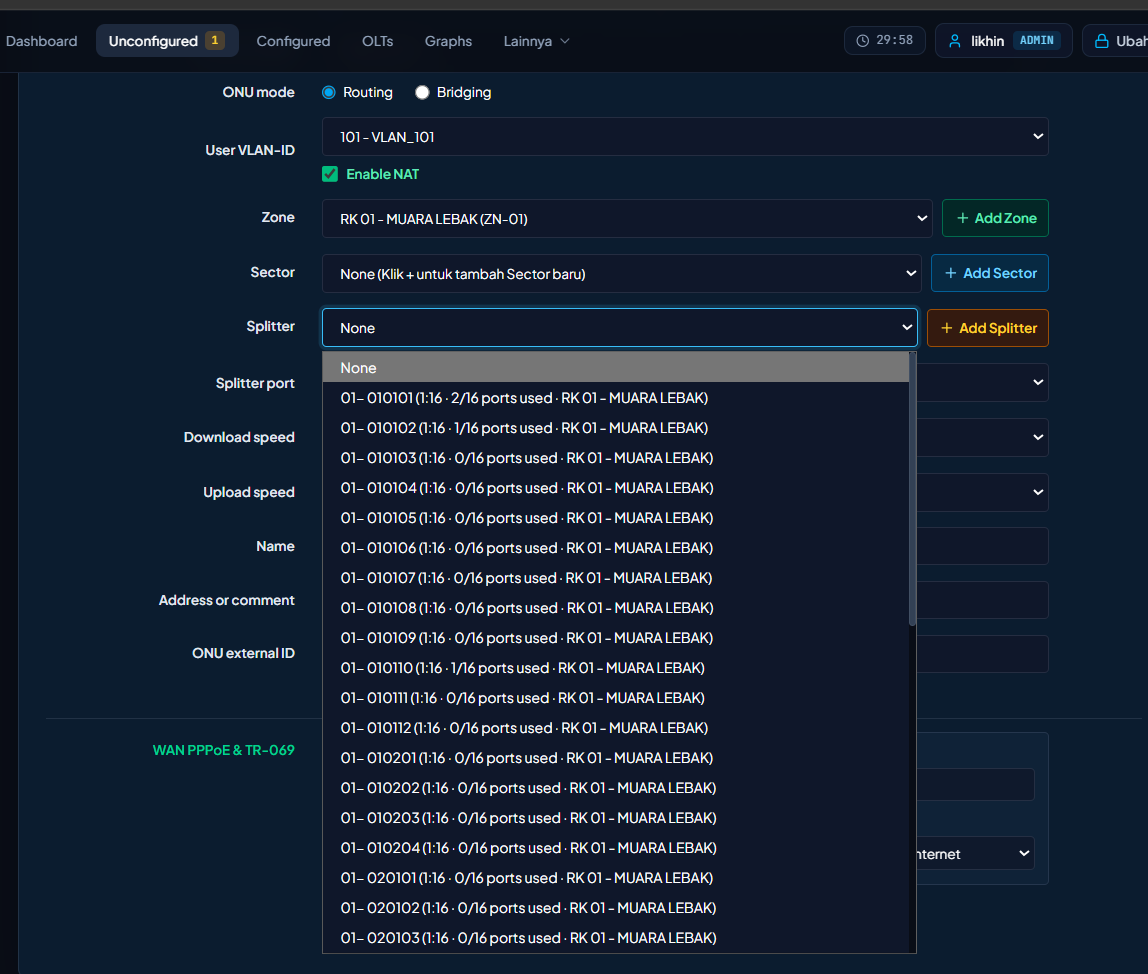 Dashboard Unconfigured 1 Configured OLTs Graphs Lainnya 29:58 likhin ADMIN Ubah
ONU mode Routing Bridging
User VLAN-ID 101 - VLAN_101
Enable NAT
Zone RK 01 - MUARA LEBAK (ZN-01) + Add Zone
Sector None (Klik + untuk tambah Sector baru) + Add Sector
Splitter None + Add Splitter
None
01– 010101 (1:16 · 2/16 ports used · RK 01 - MUARA LEBAK)
01– 010102 (1:16 · 1/16 ports used · RK 01 - MUARA LEBAK)
01– 010103 (1:16 · 0/16 ports used · RK 01 - MUARA LEBAK)
01– 010104 (1:16 · 0/16 ports used · RK 01 - MUARA LEBAK)
01– 010105 (1:16 · 0/16 ports used · RK 01 - MUARA LEBAK)
01– 010106 (1:16 · 0/16 ports used · RK 01 - MUARA LEBAK)
01– 010107 (1:16 · 0/16 ports used · RK 01 - MUARA LEBAK)
01– 010108 (1:16 · 0/16 ports used · RK 01 - MUARA LEBAK)
01– 010109 (1:16 · 0/16 ports used · RK 01 - MUARA LEBAK)
01– 010110 (1:16 · 1/16 ports used · RK 01 - MUARA LEBAK)
01– 010111 (1:16 · 0/16 ports used · RK 01 - MUARA LEBAK)
01– 010112 (1:16 · 0/16 ports used · RK 01 - MUARA LEBAK)
01– 010201 (1:16 · 0/16 ports used · RK 01 - MUARA LEBAK)
01– 010202 (1:16 · 0/16 ports used · RK 01 - MUARA LEBAK)
01– 010203 (1:16 · 0/16 ports used · RK 01 - MUARA LEBAK)
01– 010204 (1:16 · 0/16 ports used · RK 01 - MUARA LEBAK)
01– 020101 (1:16 · 0/16 ports used · RK 01 - MUARA LEBAK)
01– 020102 (1:16 · 0/16 ports used · RK 01 - MUARA LEBAK)
01– 020103 (1:16 · 0/16 ports used · RK 01 - MUARA LEBAK)
Splitter port
Download speed
Upload speed
Name
Address or comment
ONU external ID
WAN PPPoE & TR-069
nternet